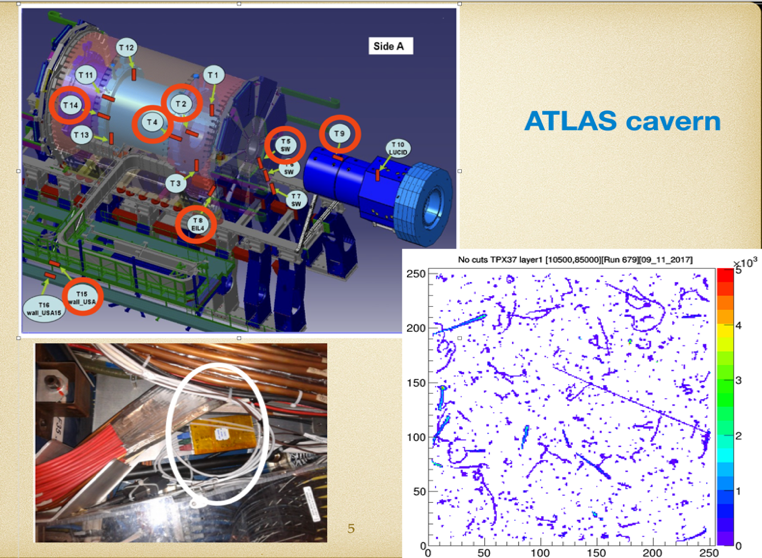 Side A
ATLAS cavern
T 12
T 11
T 1
T 14
T 2
T 4
T 13
T 9
T 5
SW
T 10
LUCID
SW
T 3
T 7
SW
T 8
EIL4
T15
wall_USA
T16
wall_USA15
No cuts TPX37 layer1 [10500,85000][Run 679][09_11_2017]
×10³
250
200
150
100
50
0
5
4
3
2
1
0
0 50 100 150 200 250
5